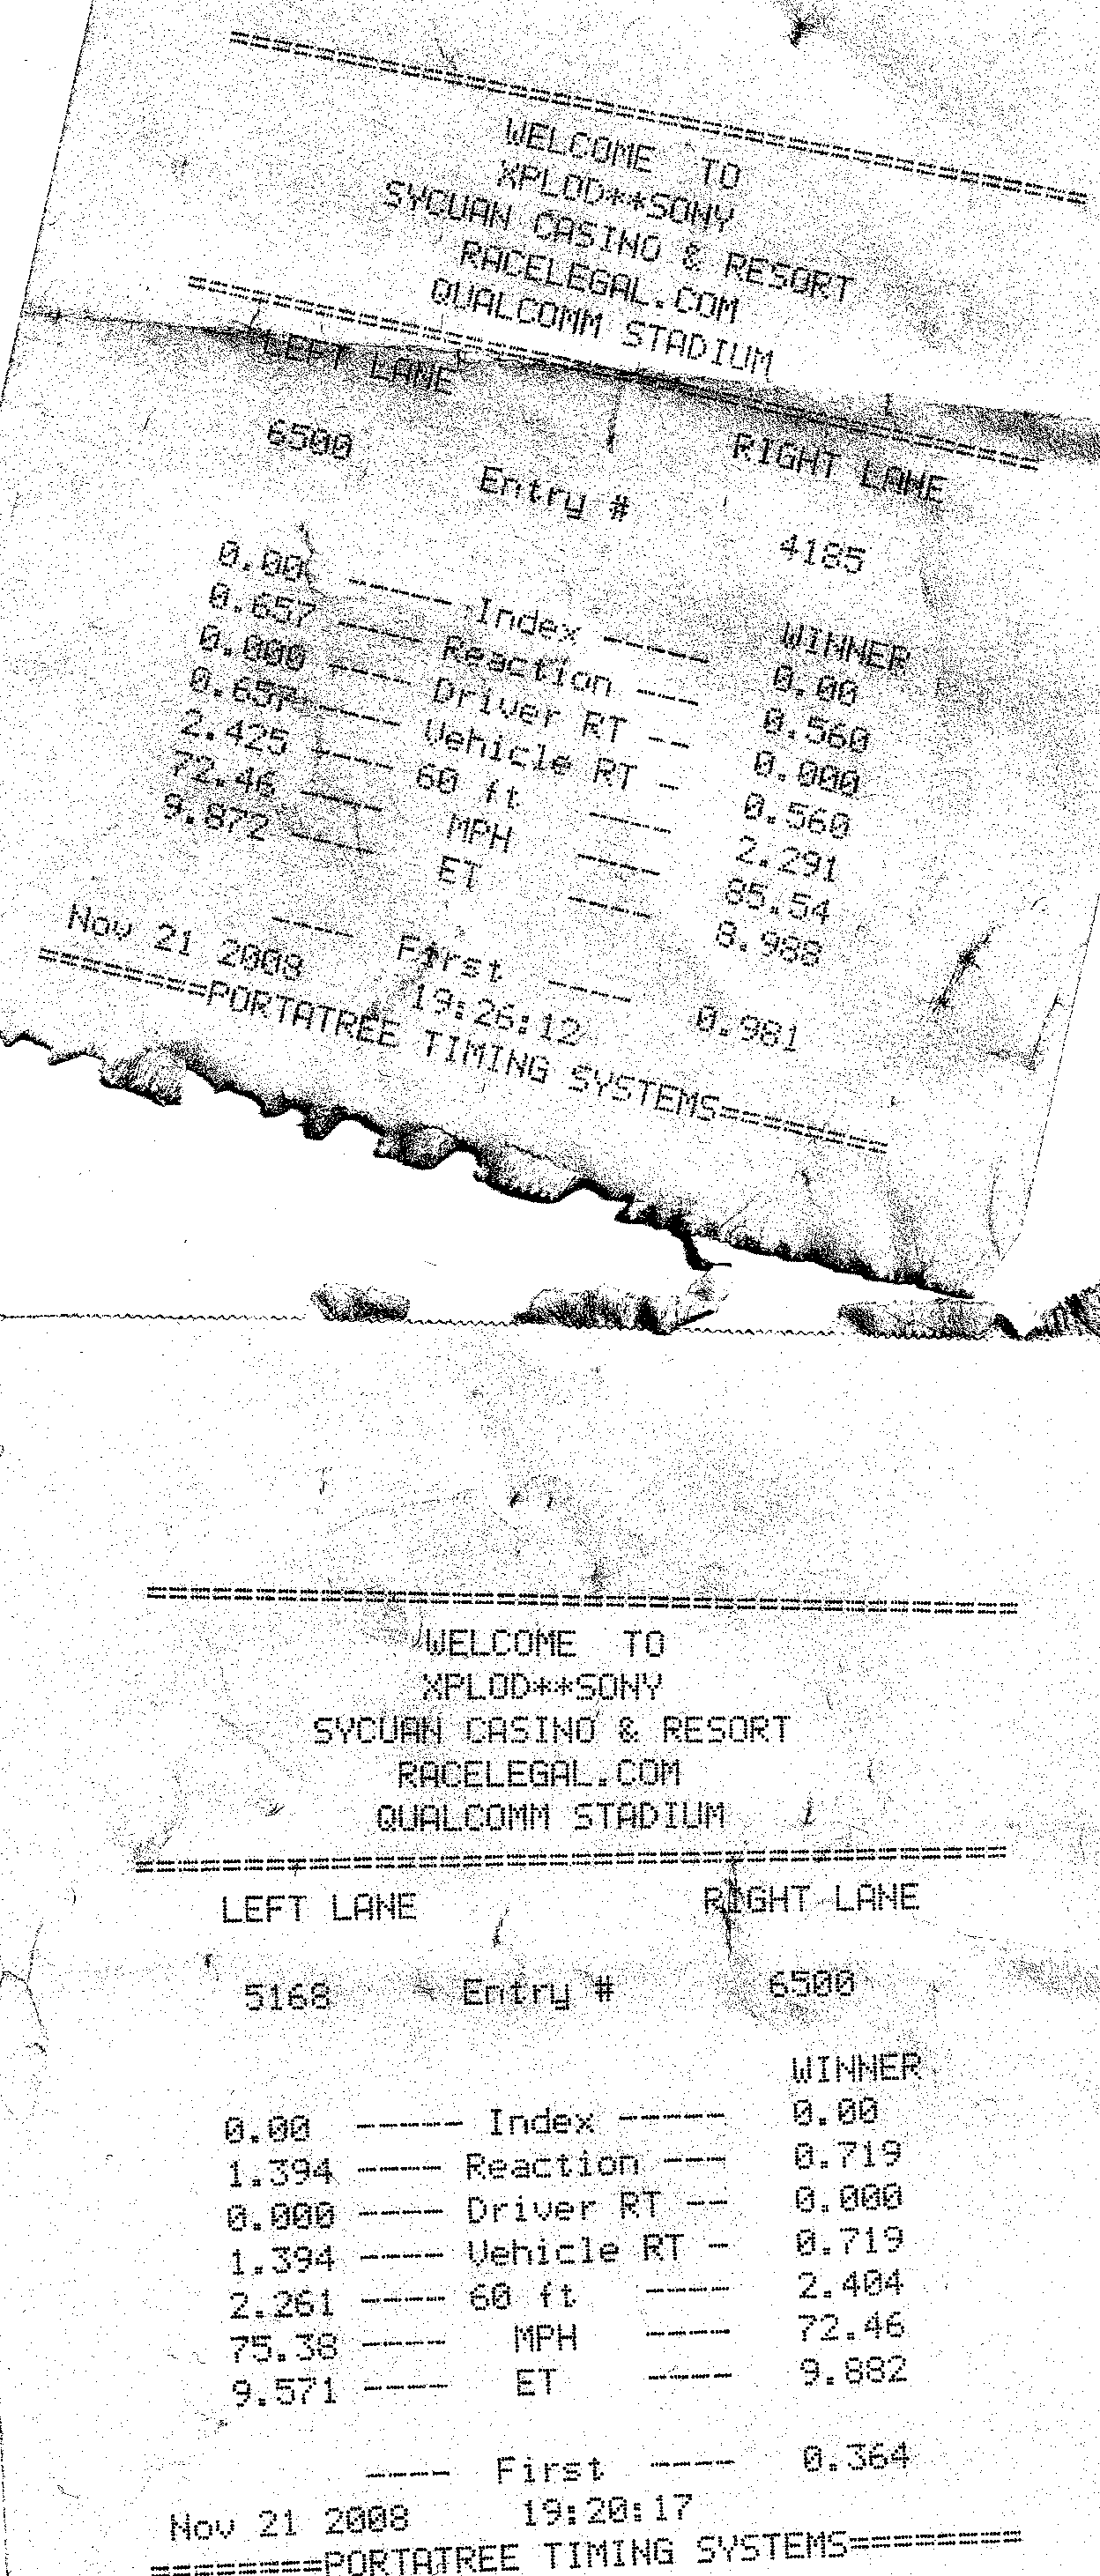 ====================================
WELCOME TO
XPLOD**SONY
SYCUAN CASINO & RESORT
RACELEGAL.COM
QUALCOMM STADIUM
====================================
LEFT LANE RIGHT LANE
6500 Entry # 4185
WINNER
0.00 ----- Index ----- 0.00
0.657 ---- Reaction --- 0.560
0.000 ---- Driver RT -- 0.000
0.657 ---- Vehicle RT - 0.560
2.425 ---- 60 ft ---- 2.291
72.46 ---- MPH ---- 85.54
9.872 ---- ET ---- 8.988
---- First ---- 0.981
Nov 21 2008 19:26:12
========PORTATREE TIMING SYSTEMS========
========================================
WELCOME TO
XPLOD**SONY
SYCUAN CASINO & RESORT
RACELEGAL.COM
QUALCOMM STADIUM
========================================
LEFT LANE RIGHT LANE
5168 Entry # 6500
WINNER
0.00 ----- Index ----- 0.00
1.394 ---- Reaction --- 0.719
0.000 ---- Driver RT -- 0.000
1.394 ---- Vehicle RT - 0.719
2.261 ---- 60 ft ---- 2.404
75.38 ---- MPH ---- 72.46
9.571 ---- ET ---- 9.882
---- First ---- 0.364
Nov 21 2008 19:20:17
========PORTATREE TIMING SYSTEMS========